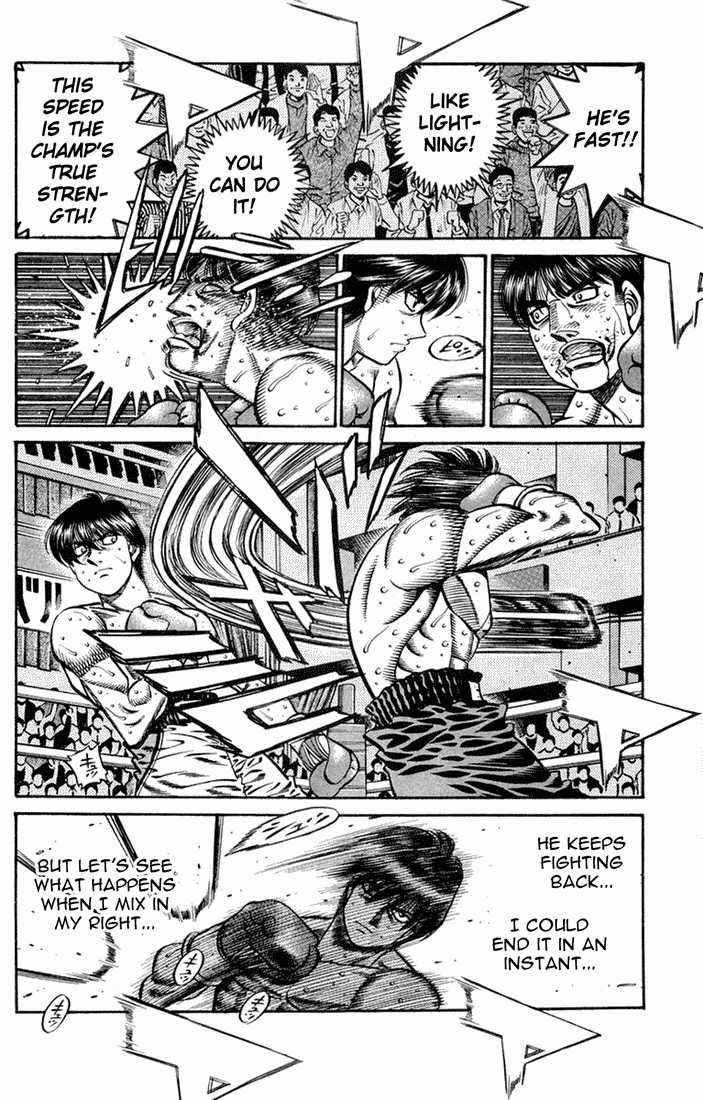 HE'S
FAST!!
LIKE
LIGHT-
NING!
YOU
CAN DO
IT!
THIS
SPEED
IS THE
CHAMP'S
TRUE
STREN-
GTH!
HE KEEPS
FIGHTING
BACK...
I COULD
END IT IN AN
INSTANT...
BUT LET'S SEE
WHAT HAPPENS
WHEN I MIX IN
MY RIGHT...